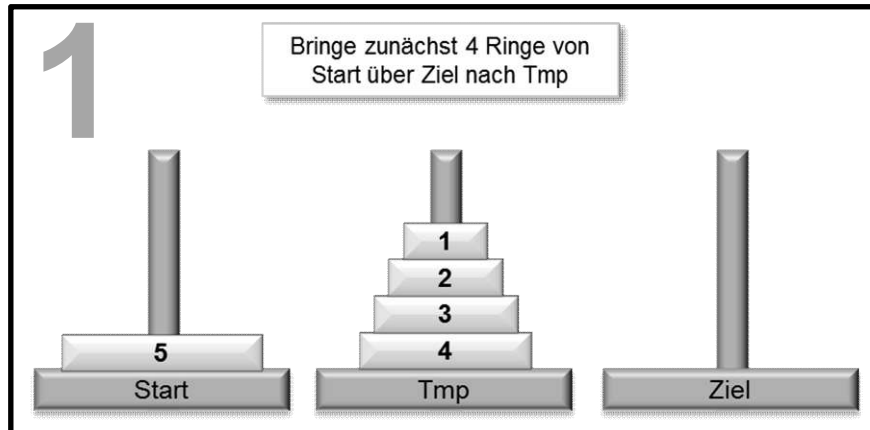 1
Bringe zunächst 4 Ringe von
Start über Ziel nach Tmp
1
2
3
5
4
Start
Tmp
Ziel